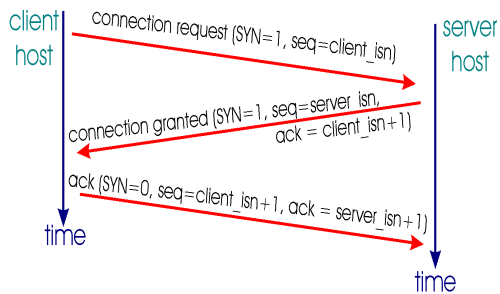 client
host
connection request (SYN=1, seq=client_isn)
server
host
connection granted (SYN=1, seq=server_isn,
ack = client_isn+1)
ack (SYN=0, seq=client_isn+1, ack = server_isn+1)
time
time